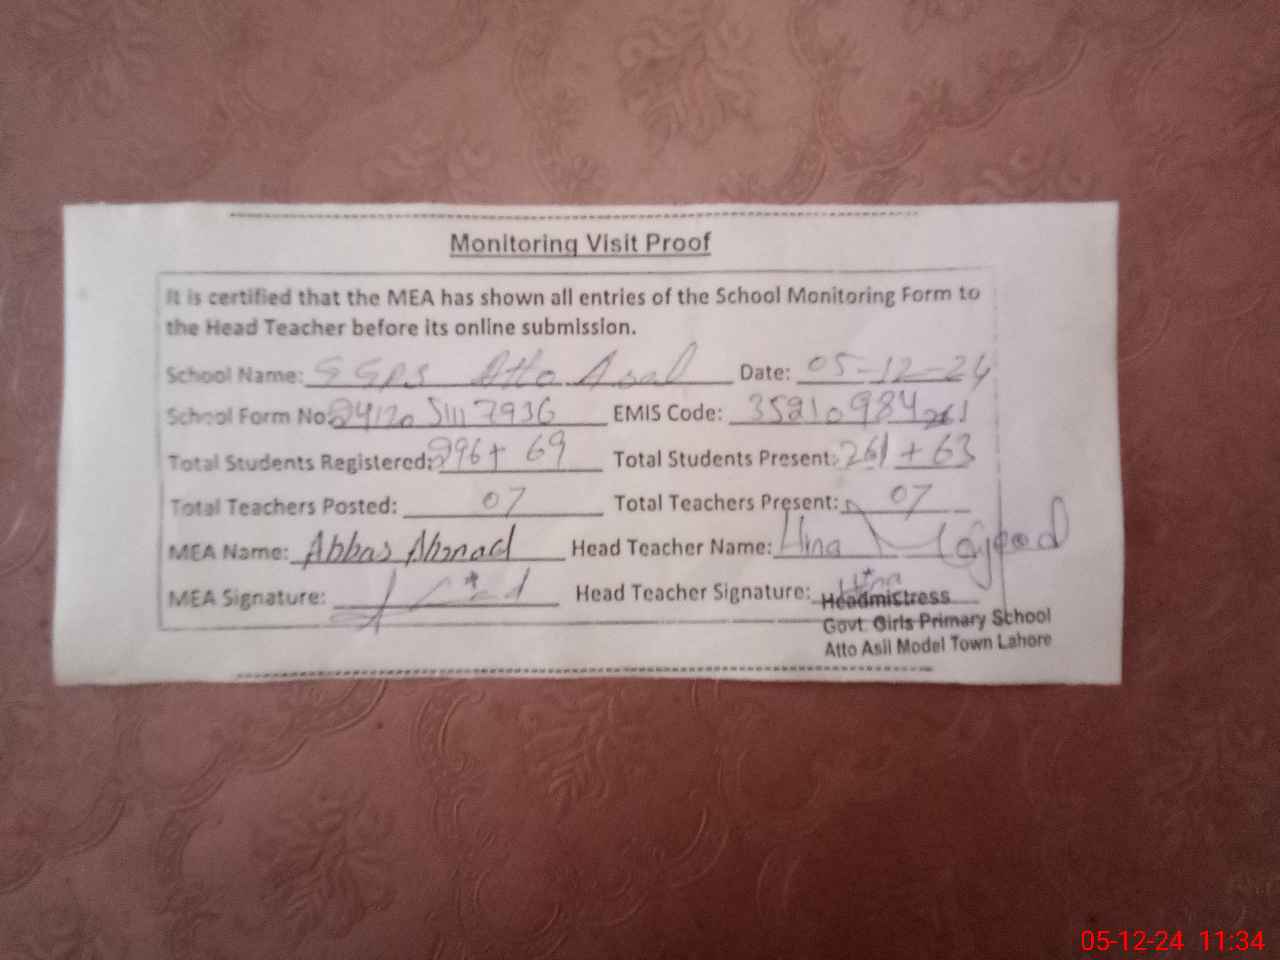 Monitoring Visit Proof
It is certified that the MEA has shown all entries of the School Monitoring Form to
the Head Teacher before its online submission.
School Name: GGPS Atto Asal Date: 05-12-24
School Form No: 241205111 7936 EMIS Code: 35210984
Total Students Registered: 296+ 69 Total Students Present: 261 + 63
Total Teachers Posted: 07 Total Teachers Present: 07
MEA Name: Abbas Ahmad Head Teacher Name: Hina Majeed
MEA Signature: Head Teacher Signature: Hina
Headmistress
Govt. Girls Primary School
Atto Asil Model Town Lahore
05-12-24 11:34